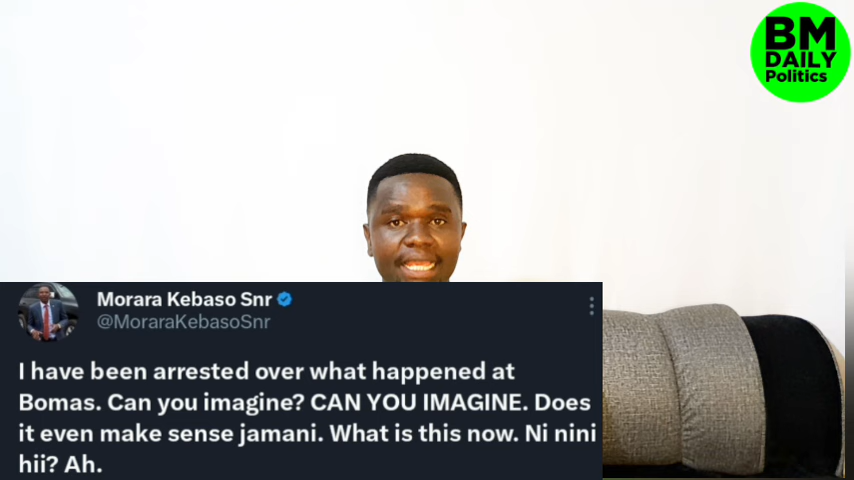 BM
DAILY
Politics
Morara Kebaso Snr
@MoraraKebasoSnr
I have been arrested over what happened at
Bomas. Can you imagine? CAN YOU IMAGINE. Does
it even make sense jamani. What is this now. Ni nini
hii? Ah.